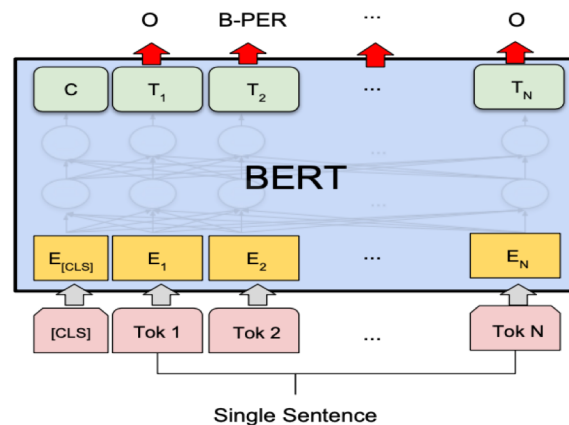 O B-PER ... O
C T1 T2 ... TN
...
BERT
...
E[CLS] E1 E2 ... EN
[CLS] Tok 1 Tok 2 ... Tok N
Single Sentence